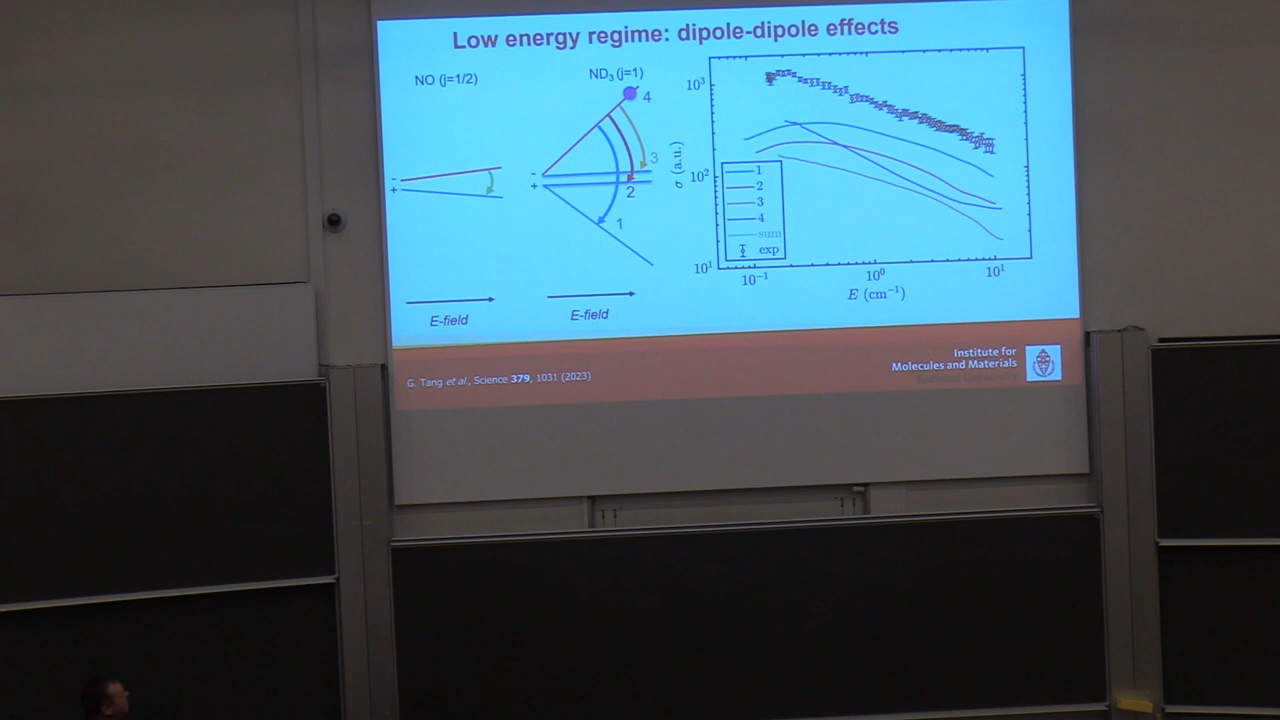 Low energy regime: dipole-dipole effects
NO (j=1/2)
ND₃ (j=1)
4
3
-
+
-
+
2
1
E-field
E-field
10³
10²
10¹
σ (a.u.)
1
2
3
4
sum
exp
10⁻¹
10⁰
10¹
E (cm⁻¹)
G. Tang et al., Science 379, 1031 (2023)
Institute for
Molecules and Materials
Radboud University